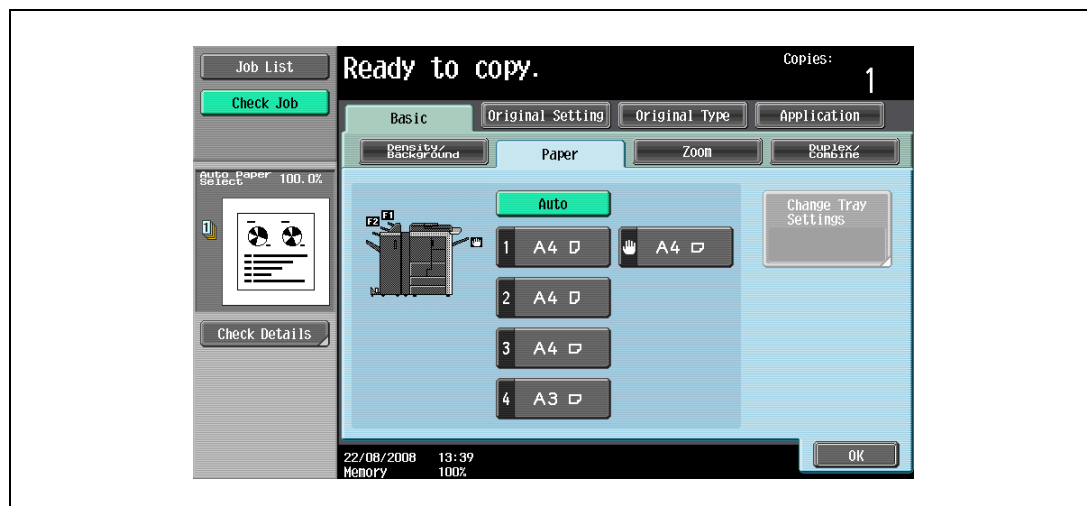 Job List
Check Job
Ready to copy.
Copies:
1
Basic
Original Setting
Original Type
Application
Density/
Background
Paper
Zoom
Duplex/
Combine
Auto Paper
Select
100.0%
1
Check Details
F2
F1
Auto
1 A4
A4
2 A4
3 A4
4 A3
Change Tray
Settings
22/08/2008 13:39
Memory 100%
OK